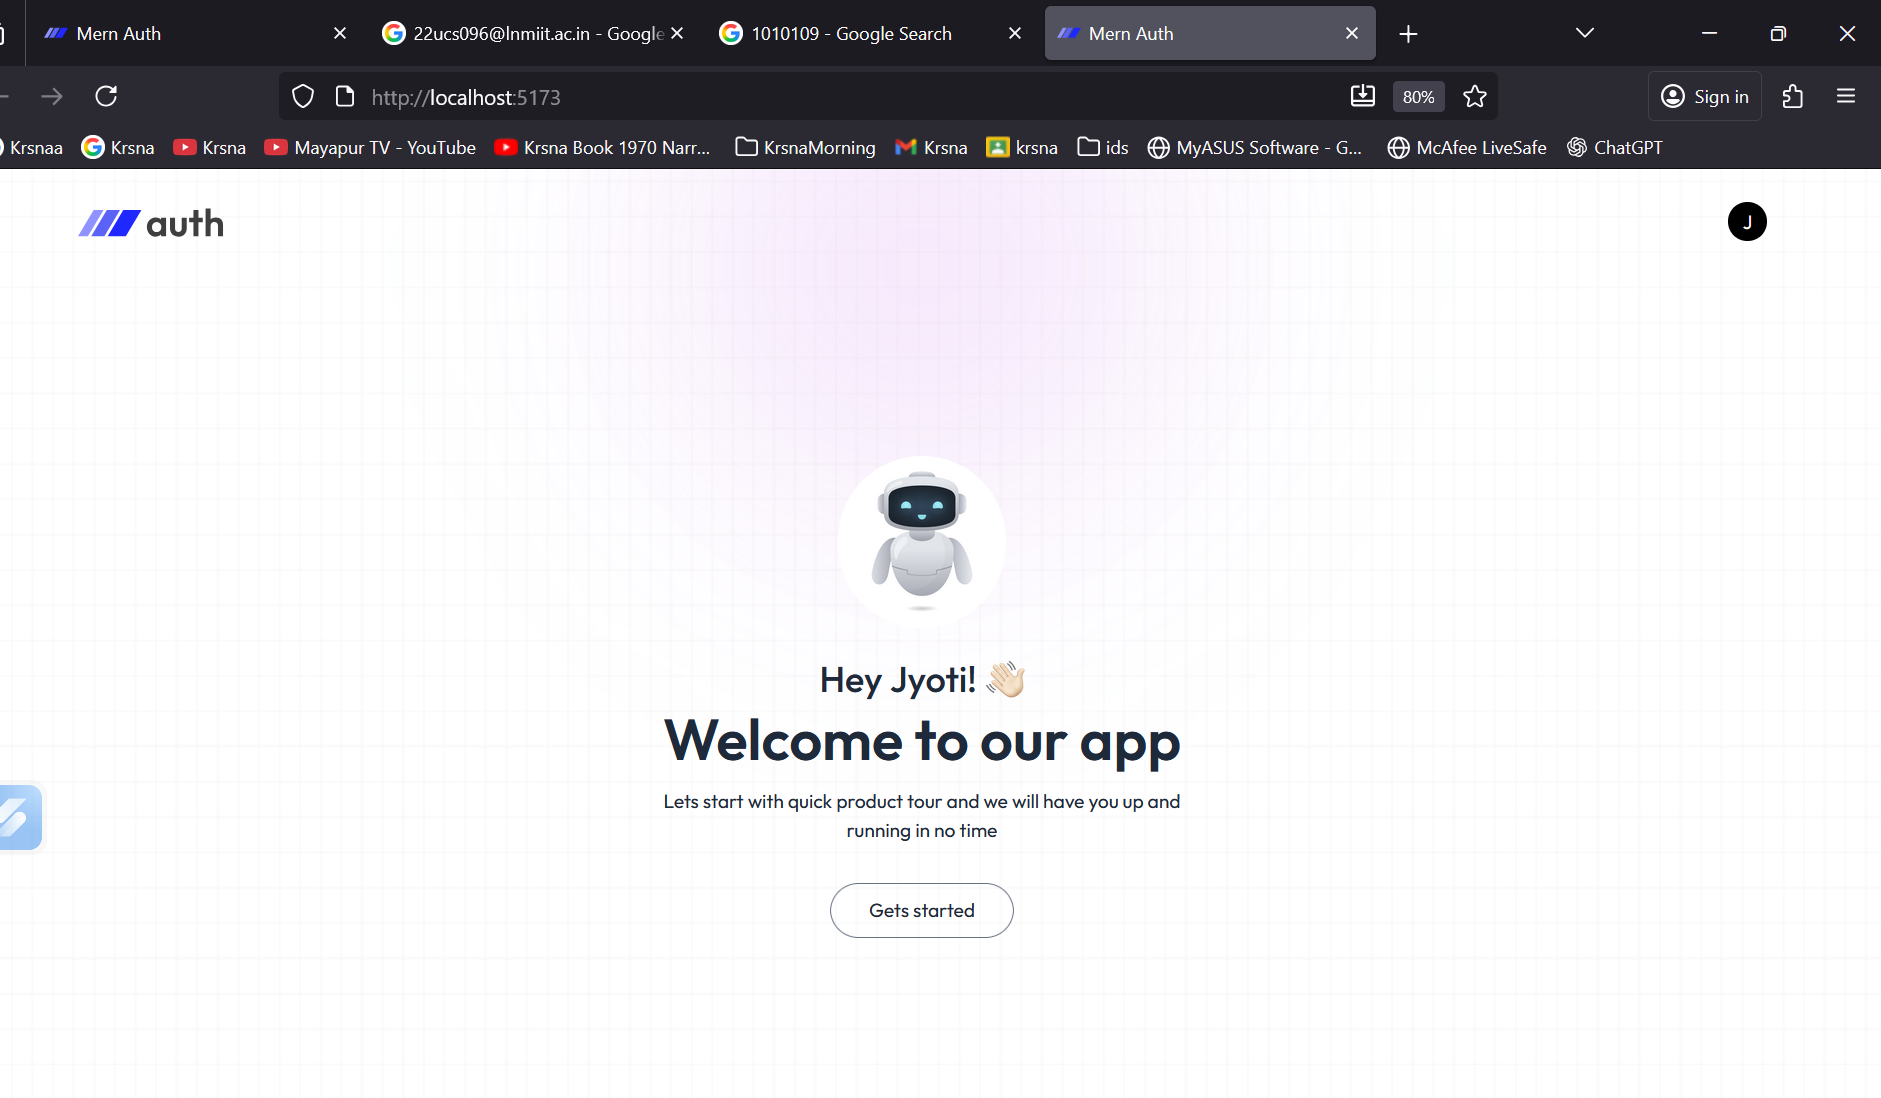 Mern Auth
22ucs096@lnmiit.ac.in - Google
1010109 - Google Search
Mern Auth
http://localhost:5173
80%
Sign in
Krsnaa
Krsna
Krsna
Mayapur TV - YouTube
Krsna Book 1970 Narr...
KrsnaMorning
Krsna
krsna
ids
MyASUS Software - G...
McAfee LiveSafe
ChatGPT
auth
J
Hey Jyoti! 👋🏻
Welcome to our app
Lets start with quick product tour and we will have you up and
running in no time
Gets started